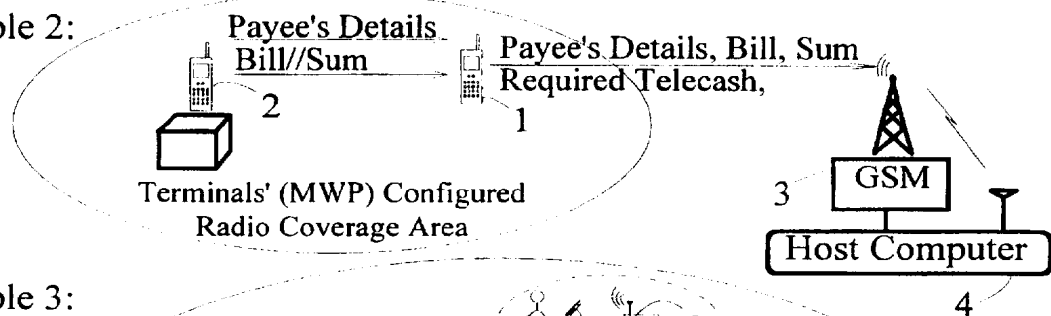 ple 2:
Payee's Details
Bill//Sum
Payee's Details, Bill, Sum
Required Telecash,
2
1
Terminals' (MWP) Configured
Radio Coverage Area
3
GSM
Host Computer
4
ple 3: